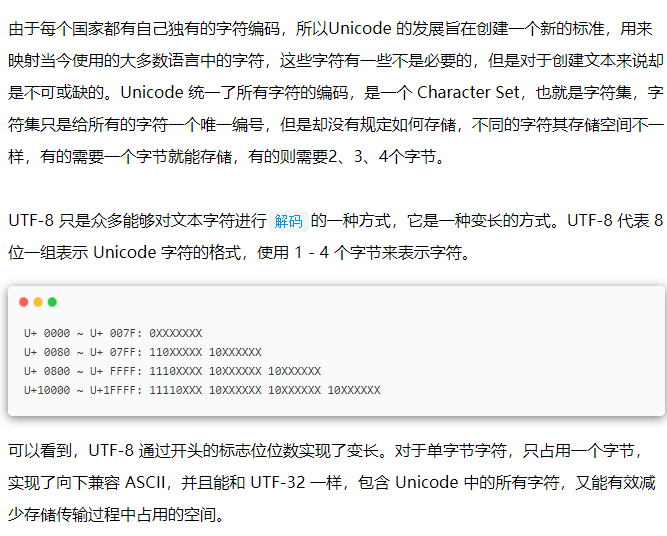 由于每个国家都有自己独有的字符编码，所以Unicode 的发展旨在创建一个新的标准，用来
映射当今使用的大多数语言中的字符，这些字符有一些不是必要的，但是对于创建文本来说却
是不可或缺的。Unicode 统一了所有字符的编码，是一个 Character Set，也就是字符集，字
符集只是给所有的字符一个唯一编号，但是却没有规定如何存储，不同的字符其存储空间不一
样，有的需要一个字节就能存储，有的则需要2、3、4个字节。
UTF-8 只是众多能够对文本字符进行 解码 的一种方式，它是一种变长的方式。UTF-8 代表 8
位一组表示 Unicode 字符的格式，使用 1 - 4 个字节来表示字符。
U+ 0000 ~ U+ 007F: 0XXXXXXX
U+ 0080 ~ U+ 07FF: 110XXXXX 10XXXXXX
U+ 0800 ~ U+ FFFF: 1110XXXX 10XXXXXX 10XXXXXX
U+10000 ~ U+1FFFF: 11110XXX 10XXXXXX 10XXXXXX 10XXXXXX
可以看到，UTF-8 通过开头的标志位位数实现了变长。对于单字节字符，只占用一个字节，
实现了向下兼容 ASCII，并且能和 UTF-32 一样，包含 Unicode 中的所有字符，又能有效减
少存储传输过程中占用的空间。